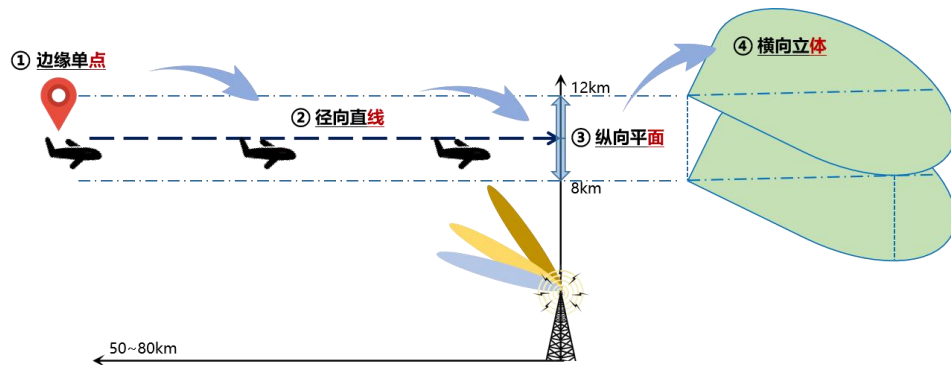 ① 边缘单点
④ 横向立体
12km
② 径向直线
③ 纵向平面
8km
50~80km